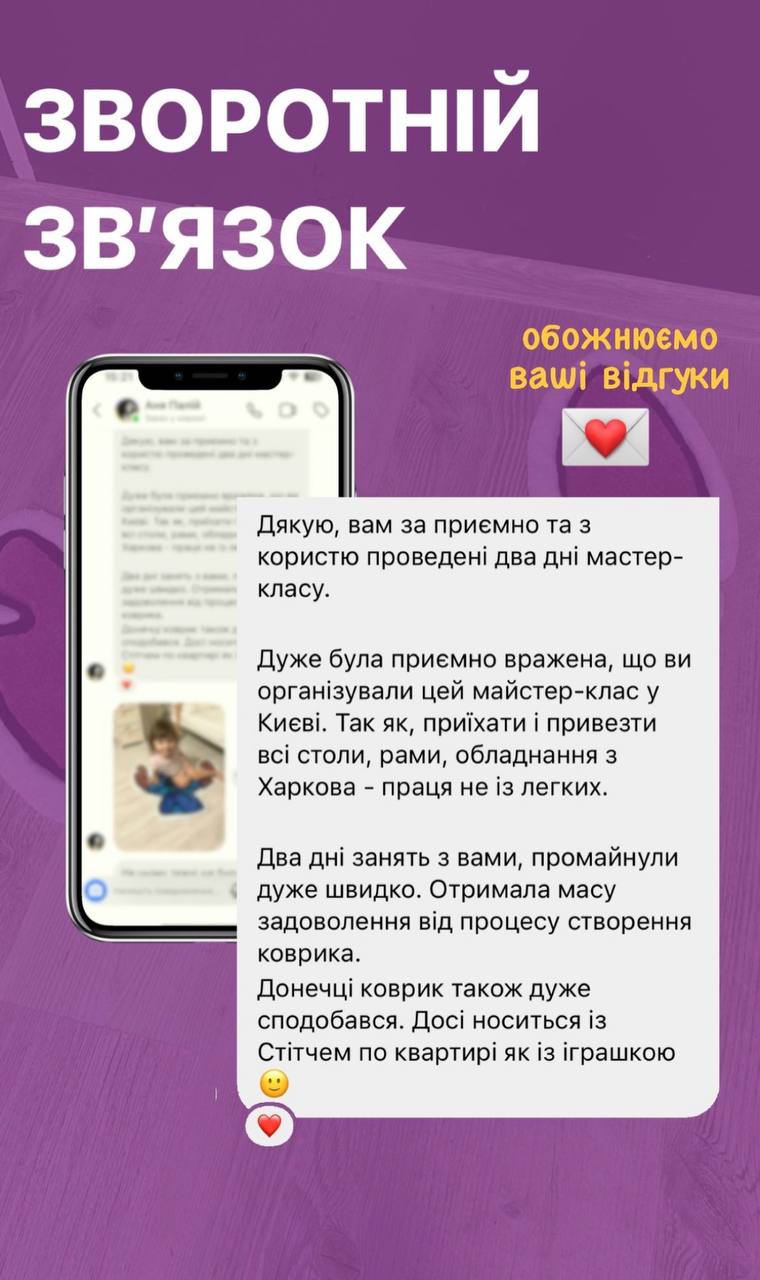 ЗВОРОТНІЙ
ЗВ'ЯЗОК
обожнюємо
ваші відгуки
Дякую, вам за приємно та з
користю проведені два дні мастер-
класу.
Дуже була приємно вражена, що ви
організували цей майстер-клас у
Києві. Так як, приїхати і привезти
всі столи, рами, обладнання з
Харкова - праця не із легких.
Два дні занять з вами, промайнули
дуже швидко. Отримала масу
задоволення від процесу створення
коврика.
Донечці коврик також дуже
сподобався. Досі носиться із
Стітчем по квартирі як із іграшкою
🙂
❤️